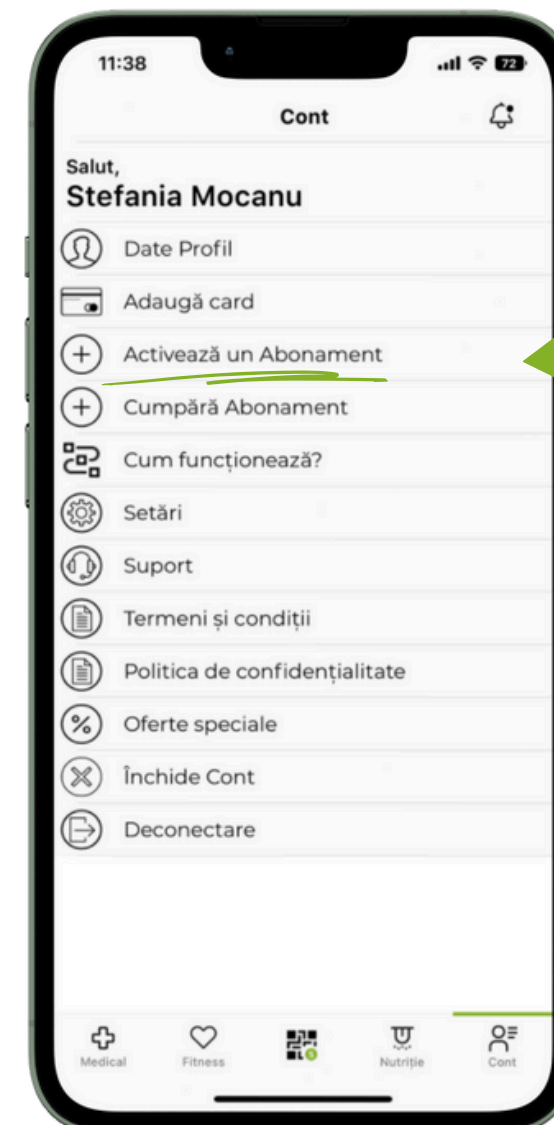 11:38
72
Cont
Salut,
Stefania Mocanu
Date Profil
Adaugă card
Activează un Abonament
Cumpără Abonament
Cum funcționează?
Setări
Suport
Termeni și condiții
Politica de confidențialitate
Oferte speciale
Închide Cont
Deconectare
Medical
Fitness
Nutriție
Cont